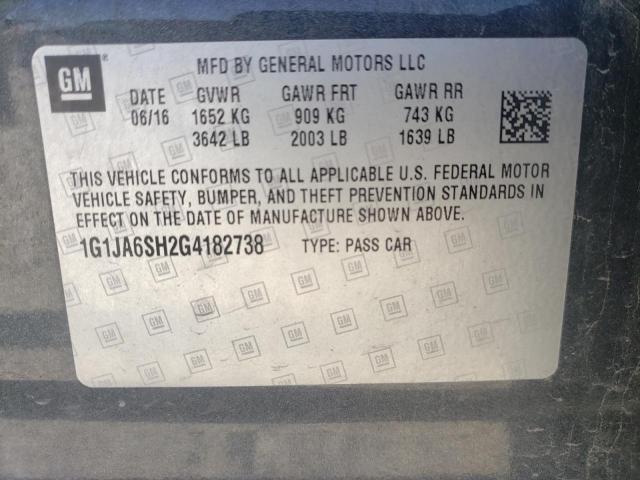 GM ®
MFD BY GENERAL MOTORS LLC
DATE GVWR GAWR FRT GAWR RR
06/16 1652 KG 909 KG 743 KG
3642 LB 2003 LB 1639 LB
THIS VEHICLE CONFORMS TO ALL APPLICABLE U.S. FEDERAL MOTOR
VEHICLE SAFETY, BUMPER, AND THEFT PREVENTION STANDARDS IN
EFFECT ON THE DATE OF MANUFACTURE SHOWN ABOVE.
1G1JA6SH2G4182738 TYPE: PASS CAR